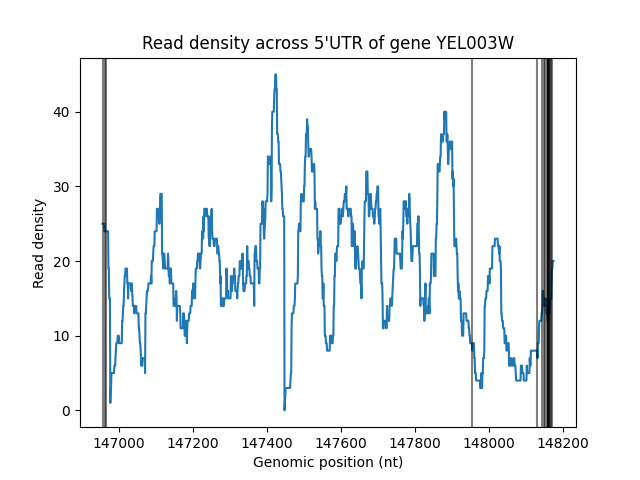 Read density across 5'UTR of gene YEL003W
Read density
40
30
20
10
0
147000 147200 147400 147600 147800 148000 148200
Genomic position (nt)